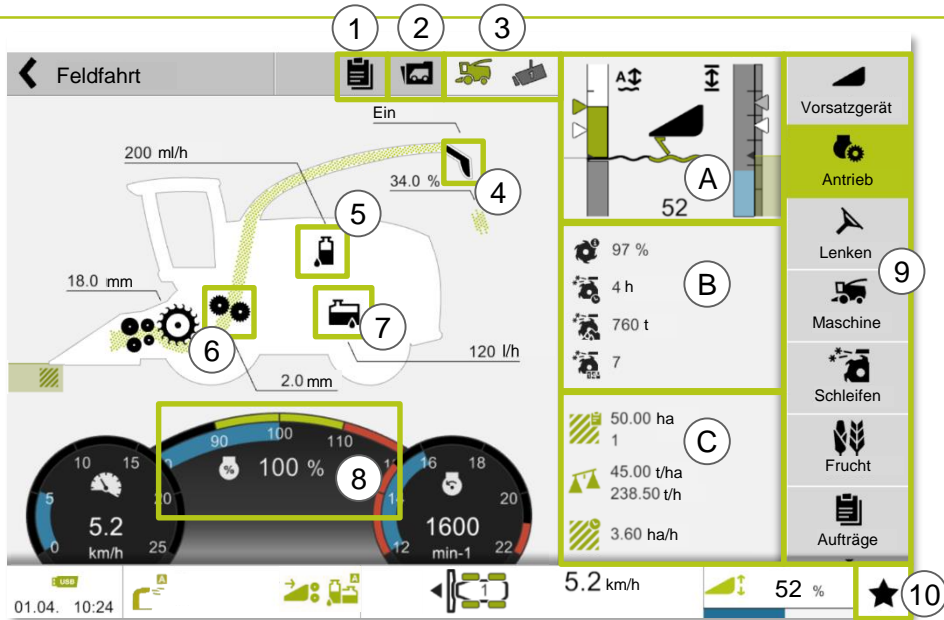 1 2 3
Feldfahrt
Ein
200 ml/h
34.0 %
4
5
18.0 mm
6
7
120 l/h
2.0 mm
90 100 110
100 %
8
0 5 10 15 20 25
5.2
km/h
12 14 16 18 20 22
1600
min-1
A
52
A
97 %
4 h
760 t
7
B
50.00 ha
1
C
45.00 t/ha
238.50 t/h
3.60 ha/h
Vorsatzgerät
Antrieb
Lenken
9
Maschine
Schleifen
Frucht
Aufträge
USB
01.04. 10:24
A
A
1
5.2 km/h
52 %
10